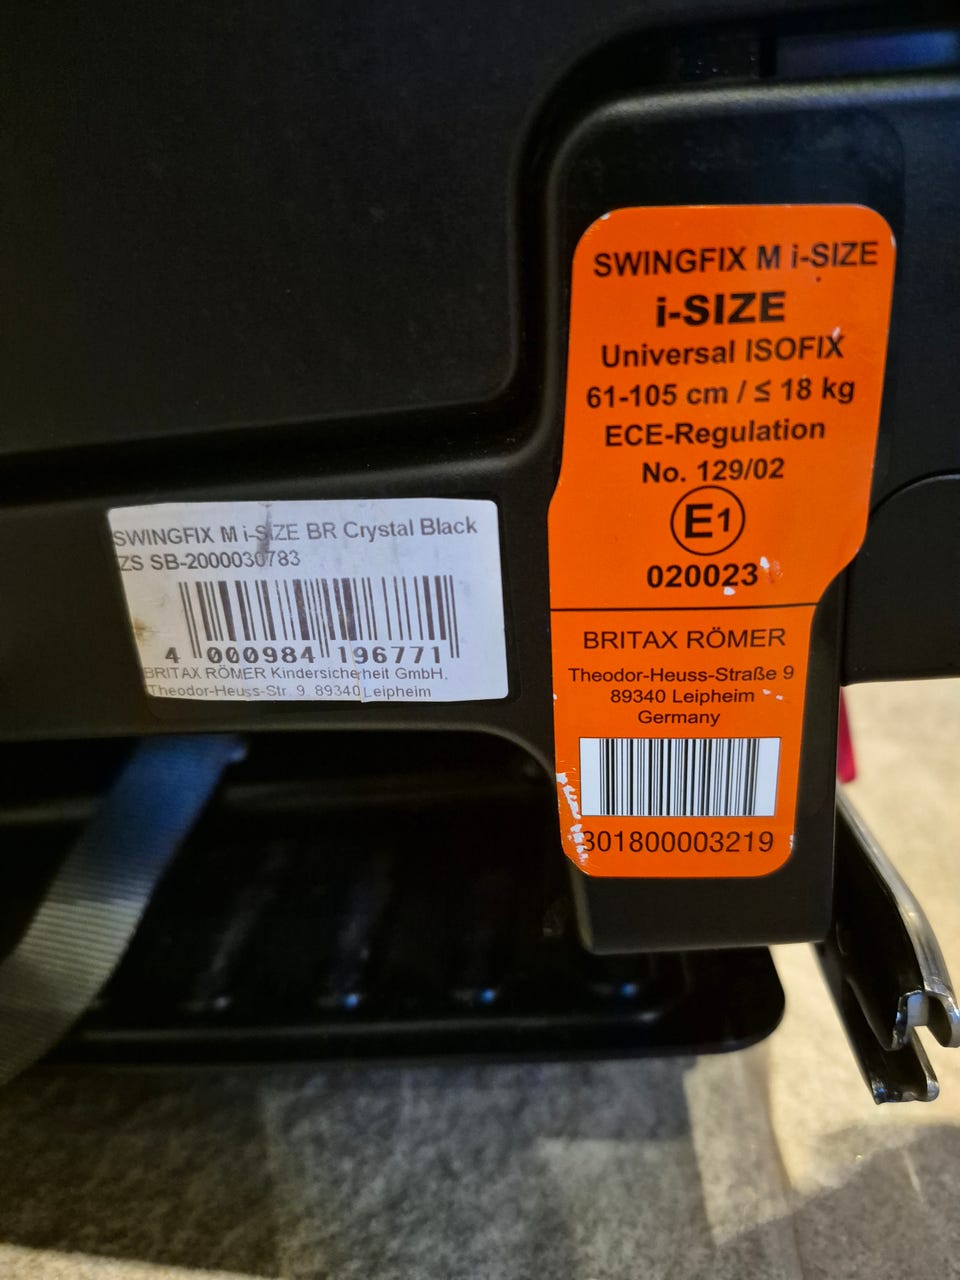 SWINGFIX M i-SIZE
i-SIZE
Universal ISOFIX
61-105 cm / ≤ 18 kg
ECE-Regulation
No. 129/02
E1
020023
BRITAX RÖMER
Theodor-Heuss-Straße 9
89340 Leipheim
Germany
301800003219
SWINGFIX M i-SIZE BR Crystal Black
ZS SB-2000030783
4 000984 196771
BRITAX RÖMER Kindersicherheit GmbH.
Theodor-Heuss-Str. 9. 89340 Leipheim